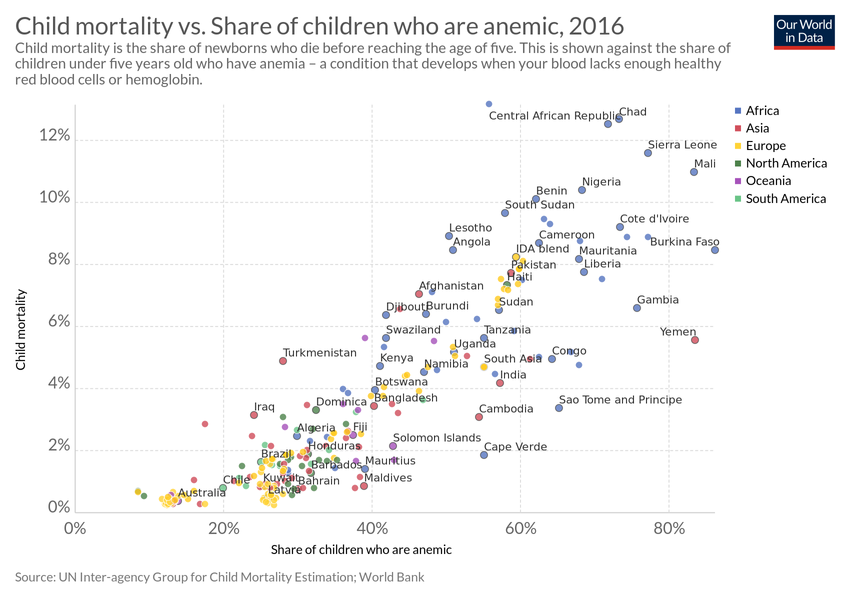 Child mortality vs. Share of children who are anemic, 2016
Our World
in Data
Child mortality is the share of newborns who die before reaching the age of five. This is shown against the share of
children under five years old who have anemia – a condition that develops when your blood lacks enough healthy
red blood cells or hemoglobin.
Africa
Asia
Europe
North America
Oceania
South America
Central African Republic
Chad
12%
Sierra Leone
Mali
Nigeria
10%
Benin
South Sudan
Lesotho
Cote d'Ivoire
Cameroon
Angola
Burkina Faso
IDA blend
Mauritania
8%
Pakistan
Liberia
Haiti
Afghanistan
Djibouti
Burundi
Sudan
Gambia
6%
Swaziland
Tanzania
Yemen
Turkmenistan
Uganda
Kenya
Namibia
South Asia
Congo
India
4%
Botswana
Iraq
Dominica
Bangladesh
Cambodia
Sao Tome and Principe
Algeria
Fiji
Solomon Islands
2%
Brazil
Honduras
Cape Verde
Barbados
Mauritius
Chile
Kuwait
Bahrain
Maldives
Australia
Latvia
0%
0%
20%
40%
60%
80%
Child mortality
Share of children who are anemic
Source: UN Inter-agency Group for Child Mortality Estimation; World Bank